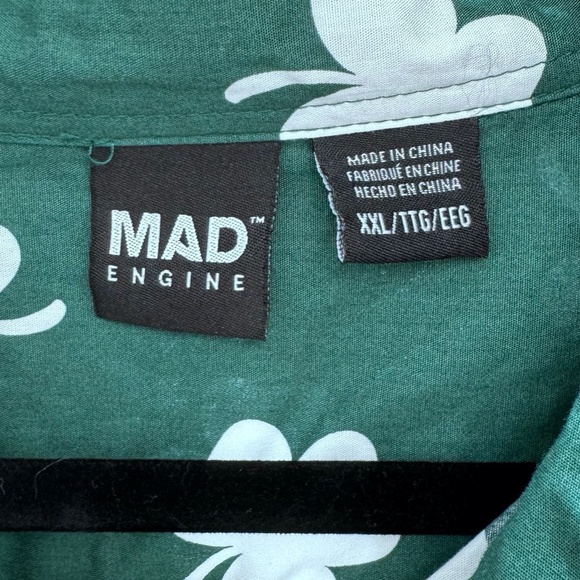 MAD™
ENGINE
MADE IN CHINA
FABRIQUÉ EN CHINE
HECHO EN CHINA
XXL/TTG/EEG